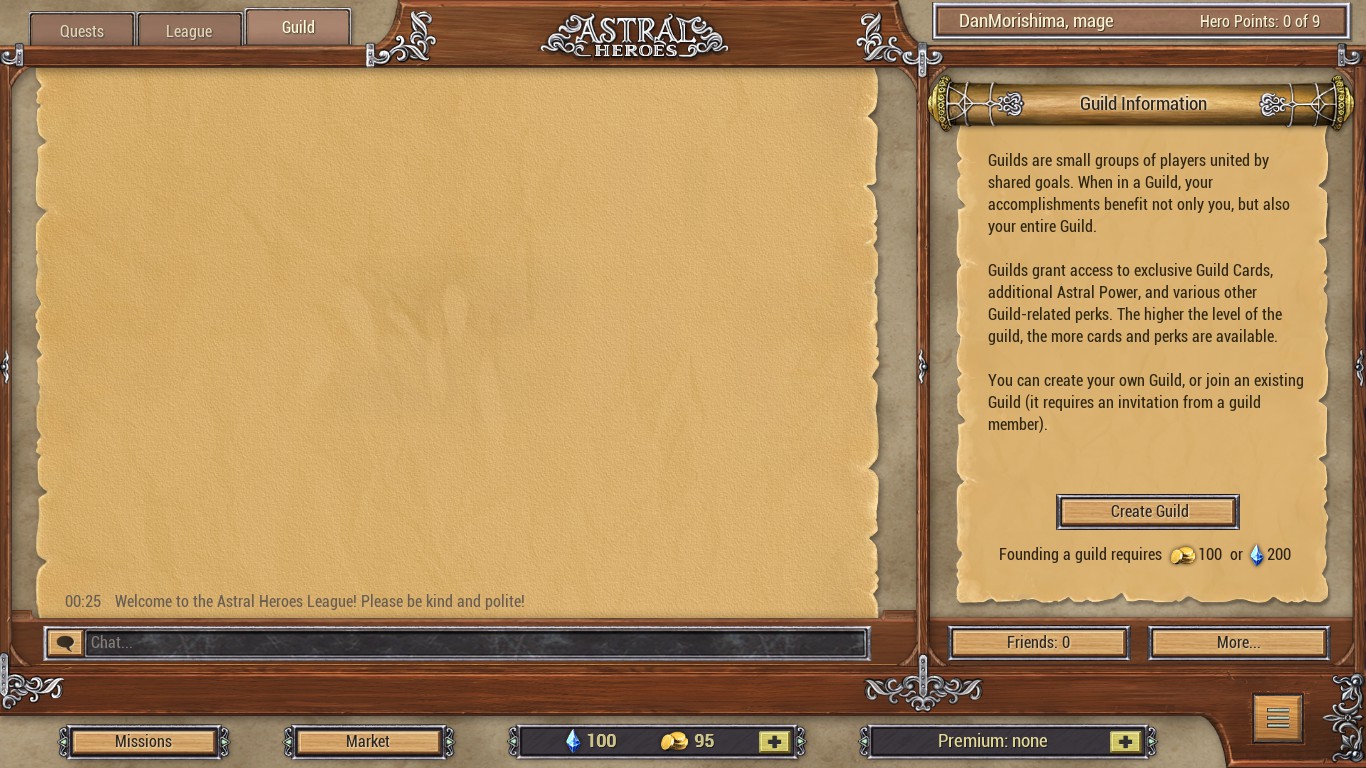 Quests
League
Guild
ASTRAL
HEROES
DanMorishima, mage
Hero Points: 0 of 9
Guild Information
Guilds are small groups of players united by
shared goals. When in a Guild, your
accomplishments benefit not only you, but also
your entire Guild.
Guilds grant access to exclusive Guild Cards,
additional Astral Power, and various other
Guild-related perks. The higher the level of the
guild, the more cards and perks are available.
You can create your own Guild, or join an existing
Guild (it requires an invitation from a guild
member).
Create Guild
Founding a guild requires 100 or 200
00:25 Welcome to the Astral Heroes League! Please be kind and polite!
Chat...
Friends: 0
More...
Missions
Market
100
95
Premium: none